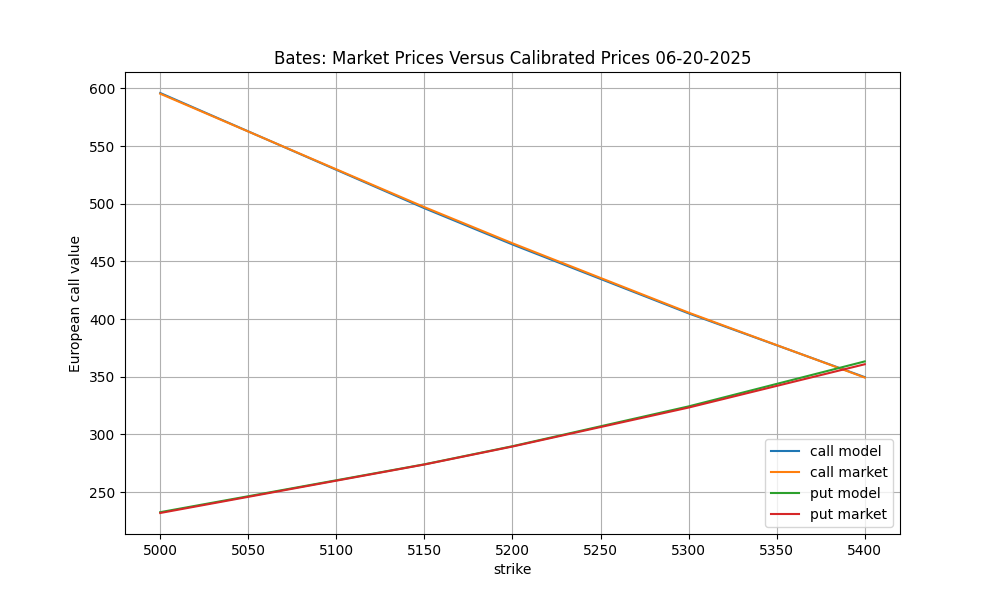 Bates: Market Prices Versus Calibrated Prices 06-20-2025
600
550
500
450
400
350
300
250
European call value
5000 5050 5100 5150 5200 5250 5300 5350 5400
strike
call model
call market
put model
put market